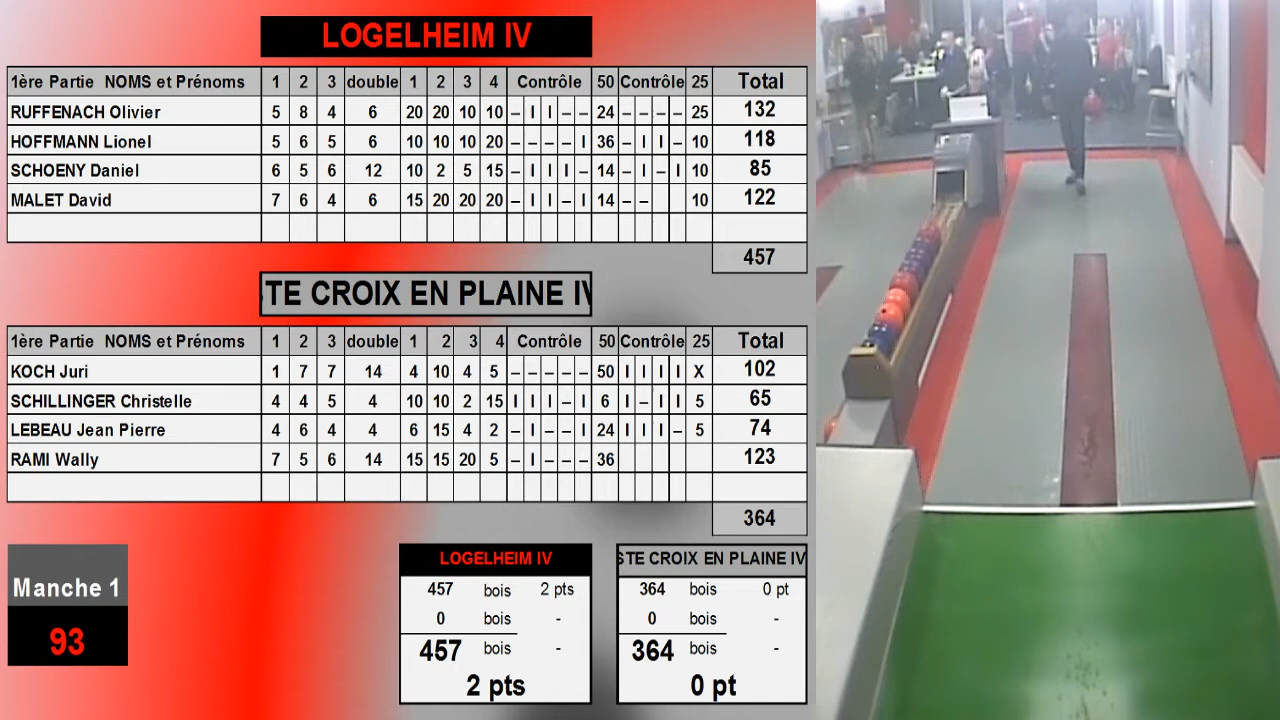 LOGELHEIM IV
1ère Partie NOMS et Prénoms 1 2 3 double 1 2 3 4 Contrôle 50 Contrôle 25 Total
RUFFENACH Olivier 5 8 4 6 20 20 10 10 – I I – – 24 – – – – 25 132
HOFFMANN Lionel 5 6 5 6 10 10 10 20 – – – – I 36 – I I – 10 118
SCHOENY Daniel 6 5 6 12 10 2 5 15 – I I I – 14 – I – I 10 85
MALET David 7 6 4 6 15 20 20 20 – I I – I 14 – – 10 122
457
STE CROIX EN PLAINE IV
1ère Partie NOMS et Prénoms 1 2 3 double 1 2 3 4 Contrôle 50 Contrôle 25 Total
KOCH Juri 1 7 7 14 4 10 4 5 – – – – – 50 I I I I X 102
SCHILLINGER Christelle 4 4 5 4 10 10 2 15 I I I – I 6 I – I I 5 65
LEBEAU Jean Pierre 4 6 4 4 6 15 4 2 – I – – I 24 I I I – 5 74
RAMI Wally 7 5 6 14 15 15 20 5 – I – – – 36 123
364
Manche 1
93
LOGELHEIM IV
457 bois 2 pts
0 bois -
457 bois -
2 pts
STE CROIX EN PLAINE IV
364 bois 0 pt
0 bois -
364 bois -
0 pt